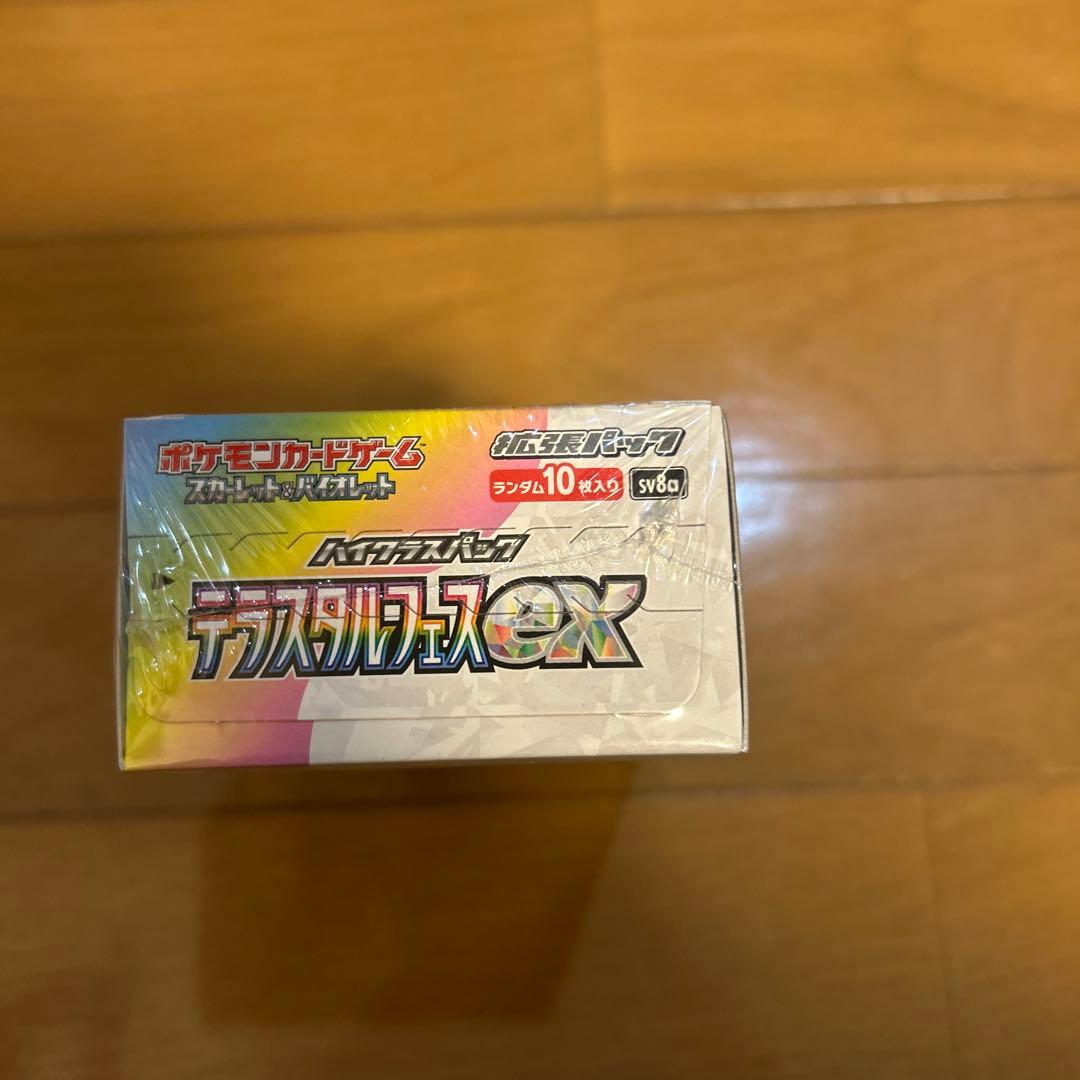 ポケモンカードゲーム™
スカーレット&バイオレット
拡張パック
ランダム10枚入り
sv8a
ハイクラスパック
テラスタルフェスex